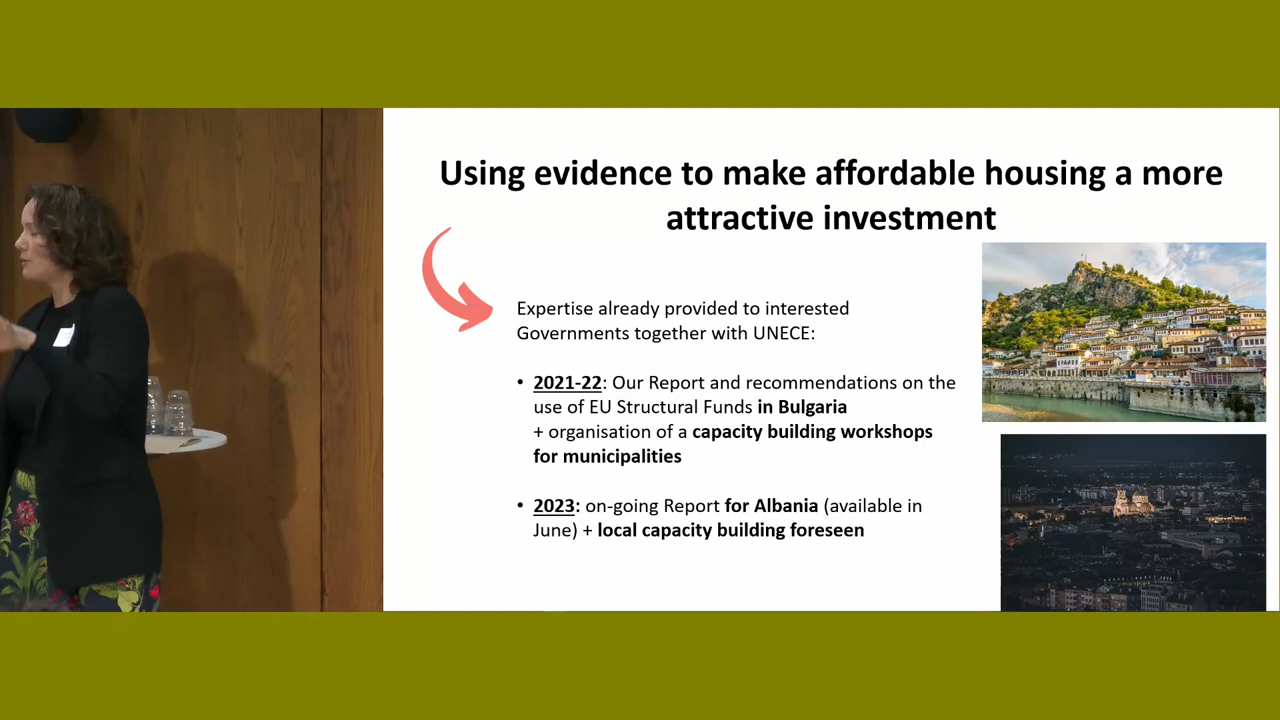 Using evidence to make affordable housing a more
attractive investment
Expertise already provided to interested
Governments together with UNECE:
• 2021-22: Our Report and recommendations on the
use of EU Structural Funds in Bulgaria
+ organisation of a capacity building workshops
for municipalities
• 2023: on-going Report for Albania (available in
June) + local capacity building foreseen